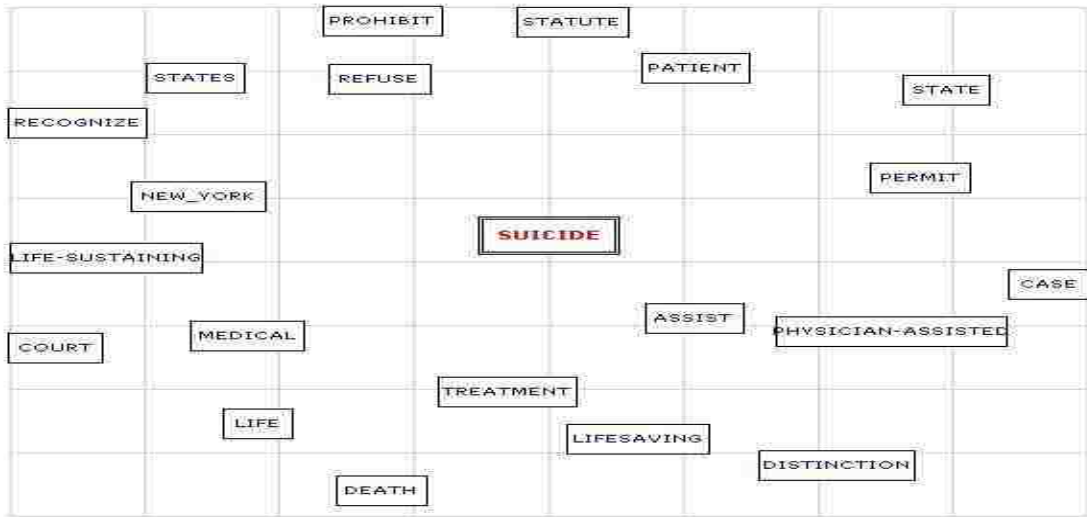 PROHIBIT
STATUTE
PATIENT
STATES
REFUSE
STATE
RECOGNIZE
PERMIT
NEW_YORK
SUICIDE
LIFE-SUSTAINING
CASE
ASSIST
PHYSICIAN-ASSISTED
MEDICAL
COURT
TREATMENT
LIFE
LIFESAVING
DISTINCTION
DEATH